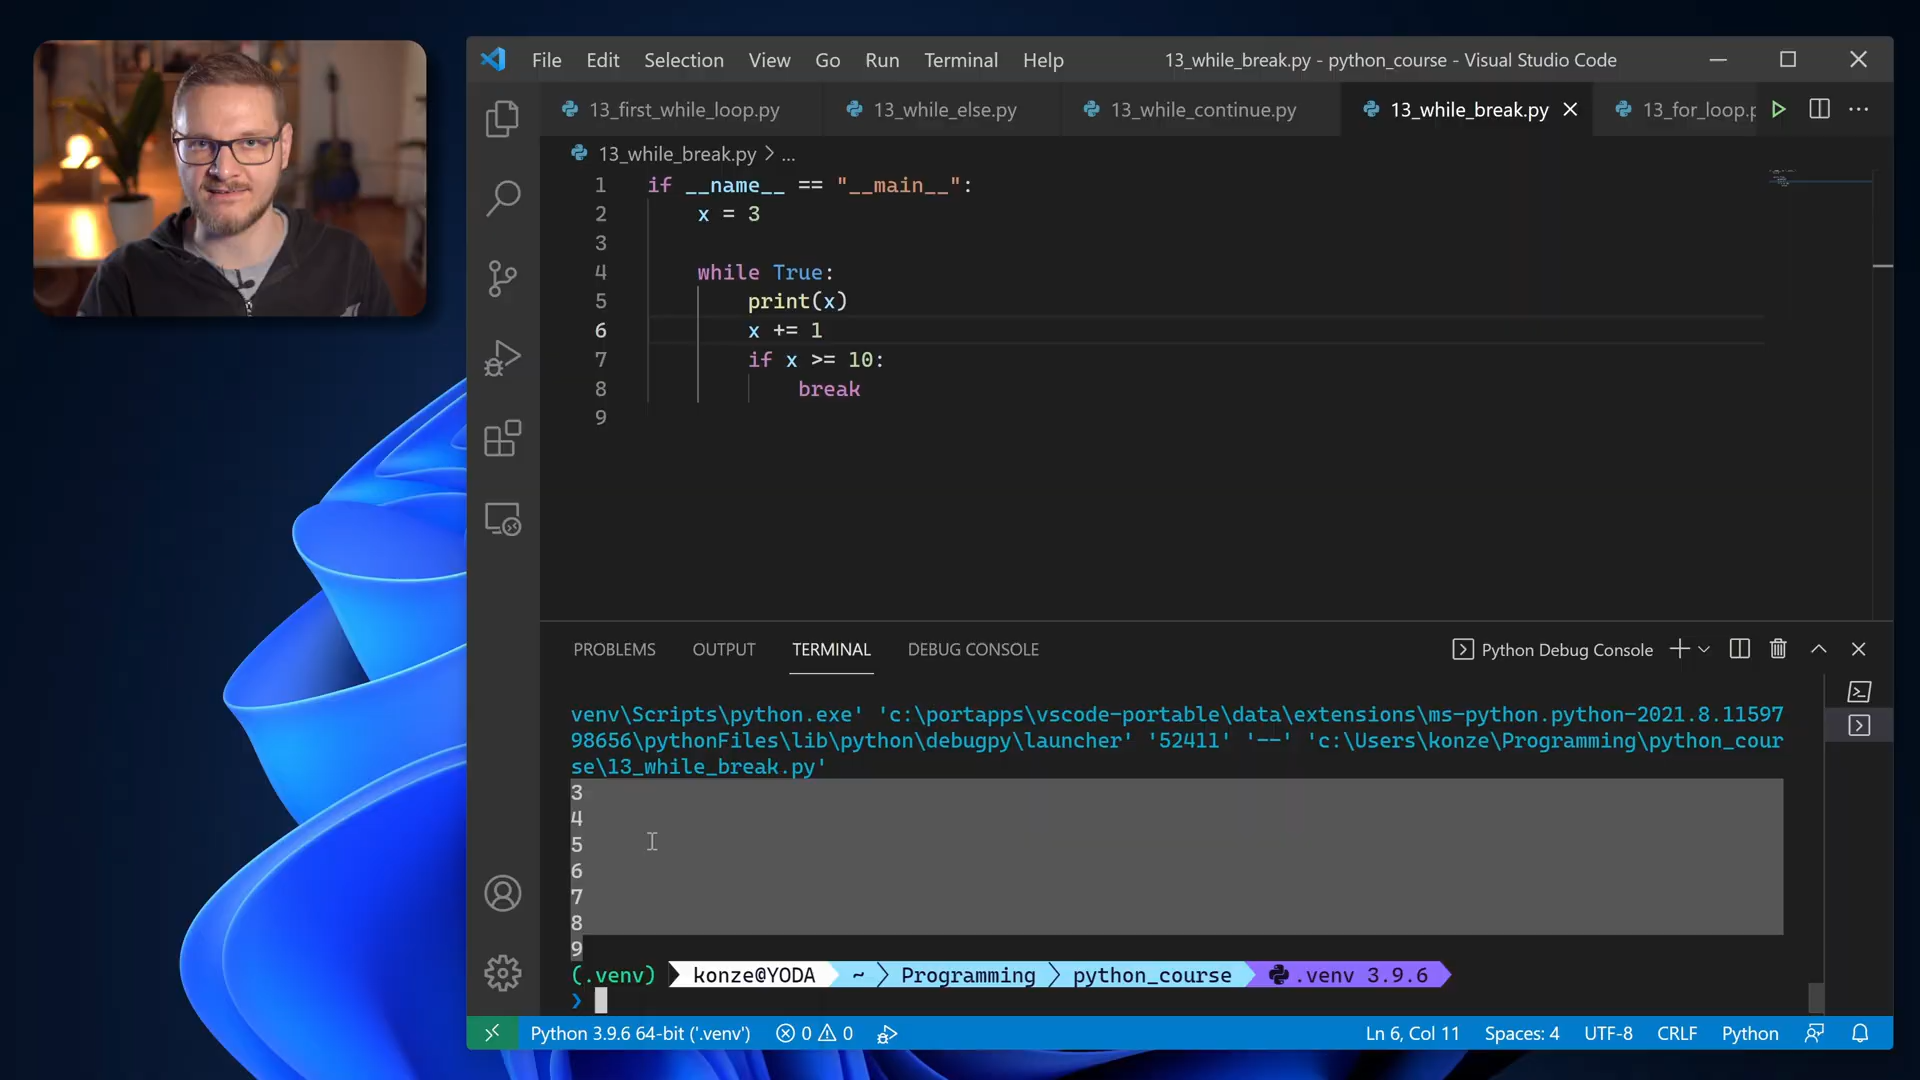 File Edit Selection View Go Run Terminal Help 13_while_break.py - python_course - Visual Studio Code
13_first_while_loop.py 13_while_else.py 13_while_continue.py 13_while_break.py 13_for_loop.p
13_while_break.py > ...
1 if __name__ == "__main__":
2 x = 3
3
4 while True:
5 print(x)
6 x += 1
7 if x >= 10:
8 break
9
PROBLEMS OUTPUT TERMINAL DEBUG CONSOLE Python Debug Console
venv\Scripts\python.exe' 'c:\portapps\vscode-portable\data\extensions\ms-python.python-2021.8.11597
98656\pythonFiles\lib\python\debugpy\launcher' '52411' '--' 'c:\Users\konze\Programming\python_cour
se\13_while_break.py'
3
4
5
6
7
8
9
(.venv) konze@YODA ~ Programming python_course .venv 3.9.6
❯
Python 3.9.6 64-bit ('.venv') 0 0 Ln 6, Col 11 Spaces: 4 UTF-8 CRLF Python